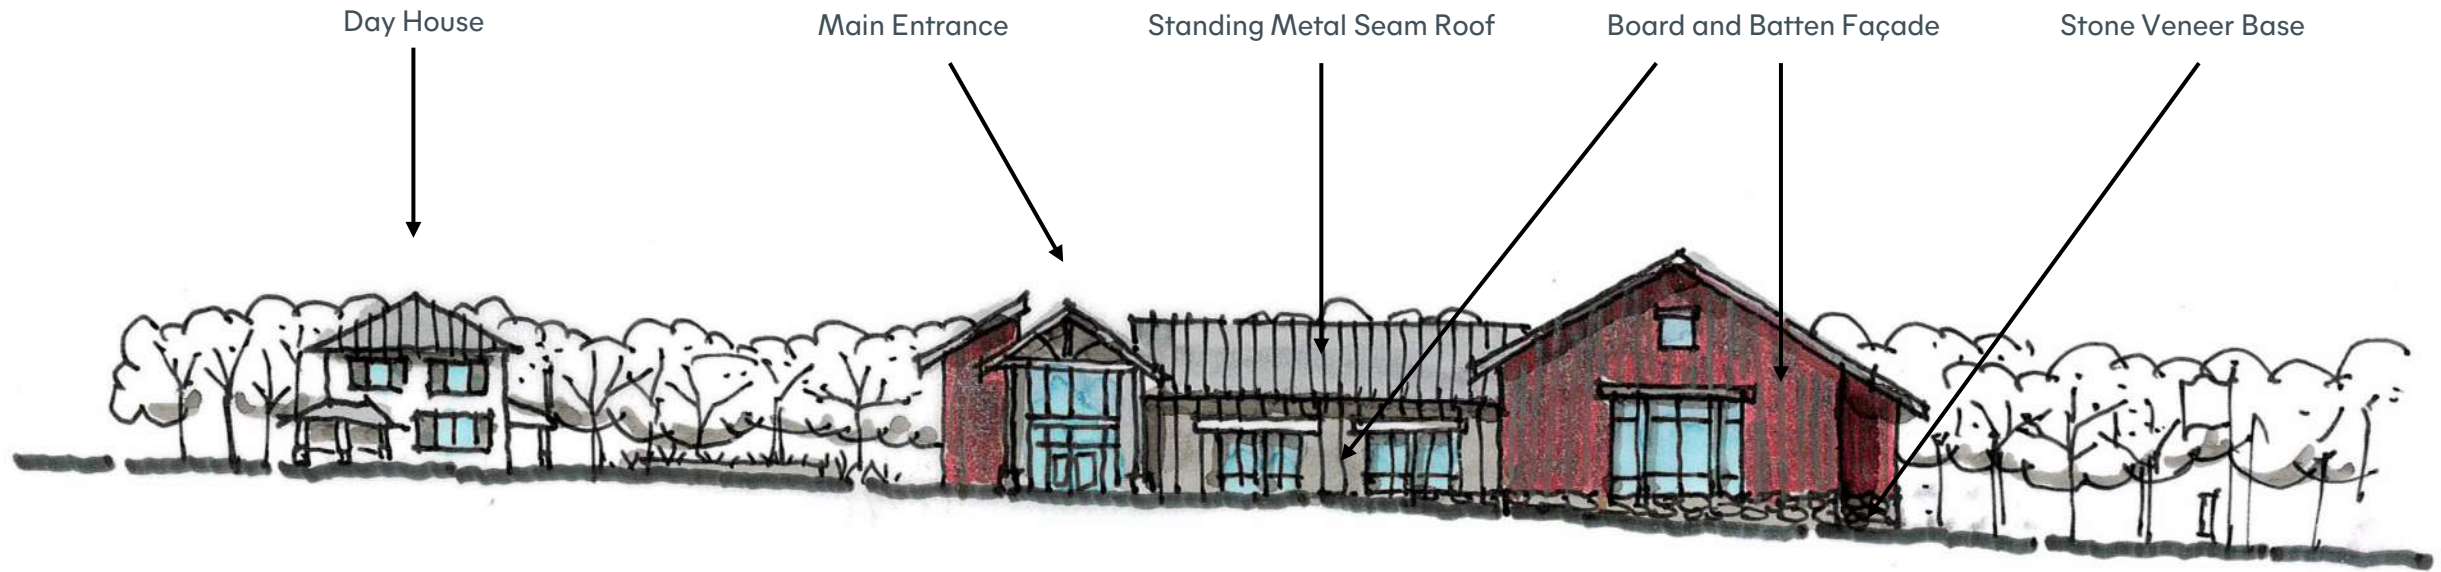 Day House
Main Entrance
Standing Metal Seam Roof
Board and Batten Façade
Stone Veneer Base